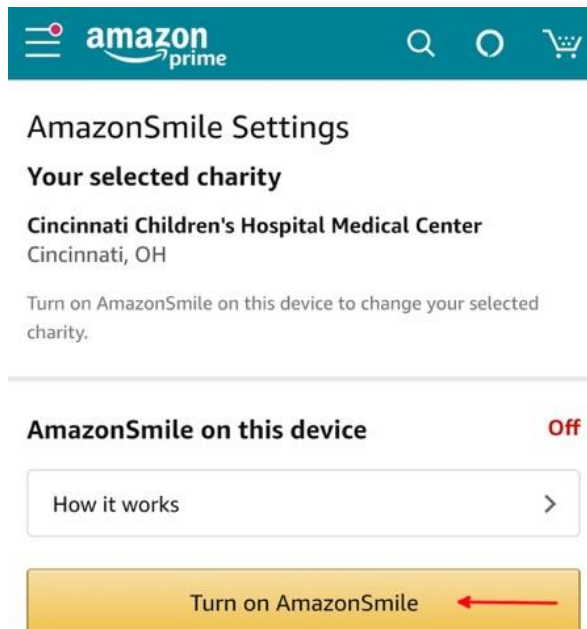 amazon
prime
AmazonSmile Settings
Your selected charity
Cincinnati Children's Hospital Medical Center
Cincinnati, OH
Turn on AmazonSmile on this device to change your selected
charity.
AmazonSmile on this device Off
How it works
Turn on AmazonSmile